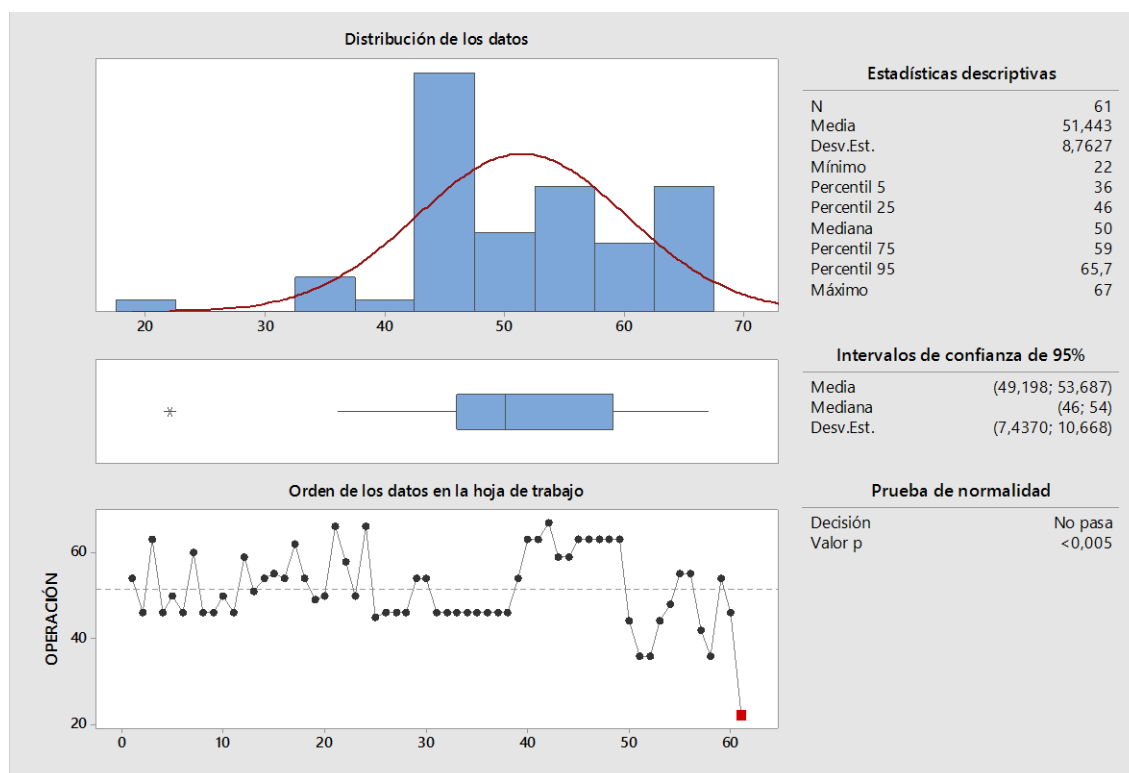 Distribución de los datos
20 30 40 50 60 70
Estadísticas descriptivas
N 61
Media 51,443
Desv.Est. 8,7627
Mínimo 22
Percentil 5 36
Percentil 25 46
Mediana 50
Percentil 75 59
Percentil 95 65,7
Máximo 67
Intervalos de confianza de 95%
Media (49,198; 53,687)
Mediana (46; 54)
Desv.Est. (7,4370; 10,668)
Orden de los datos en la hoja de trabajo
OPERACIÓN
60
40
20
0 10 20 30 40 50 60
Prueba de normalidad
Decisión No pasa
Valor p <0,005